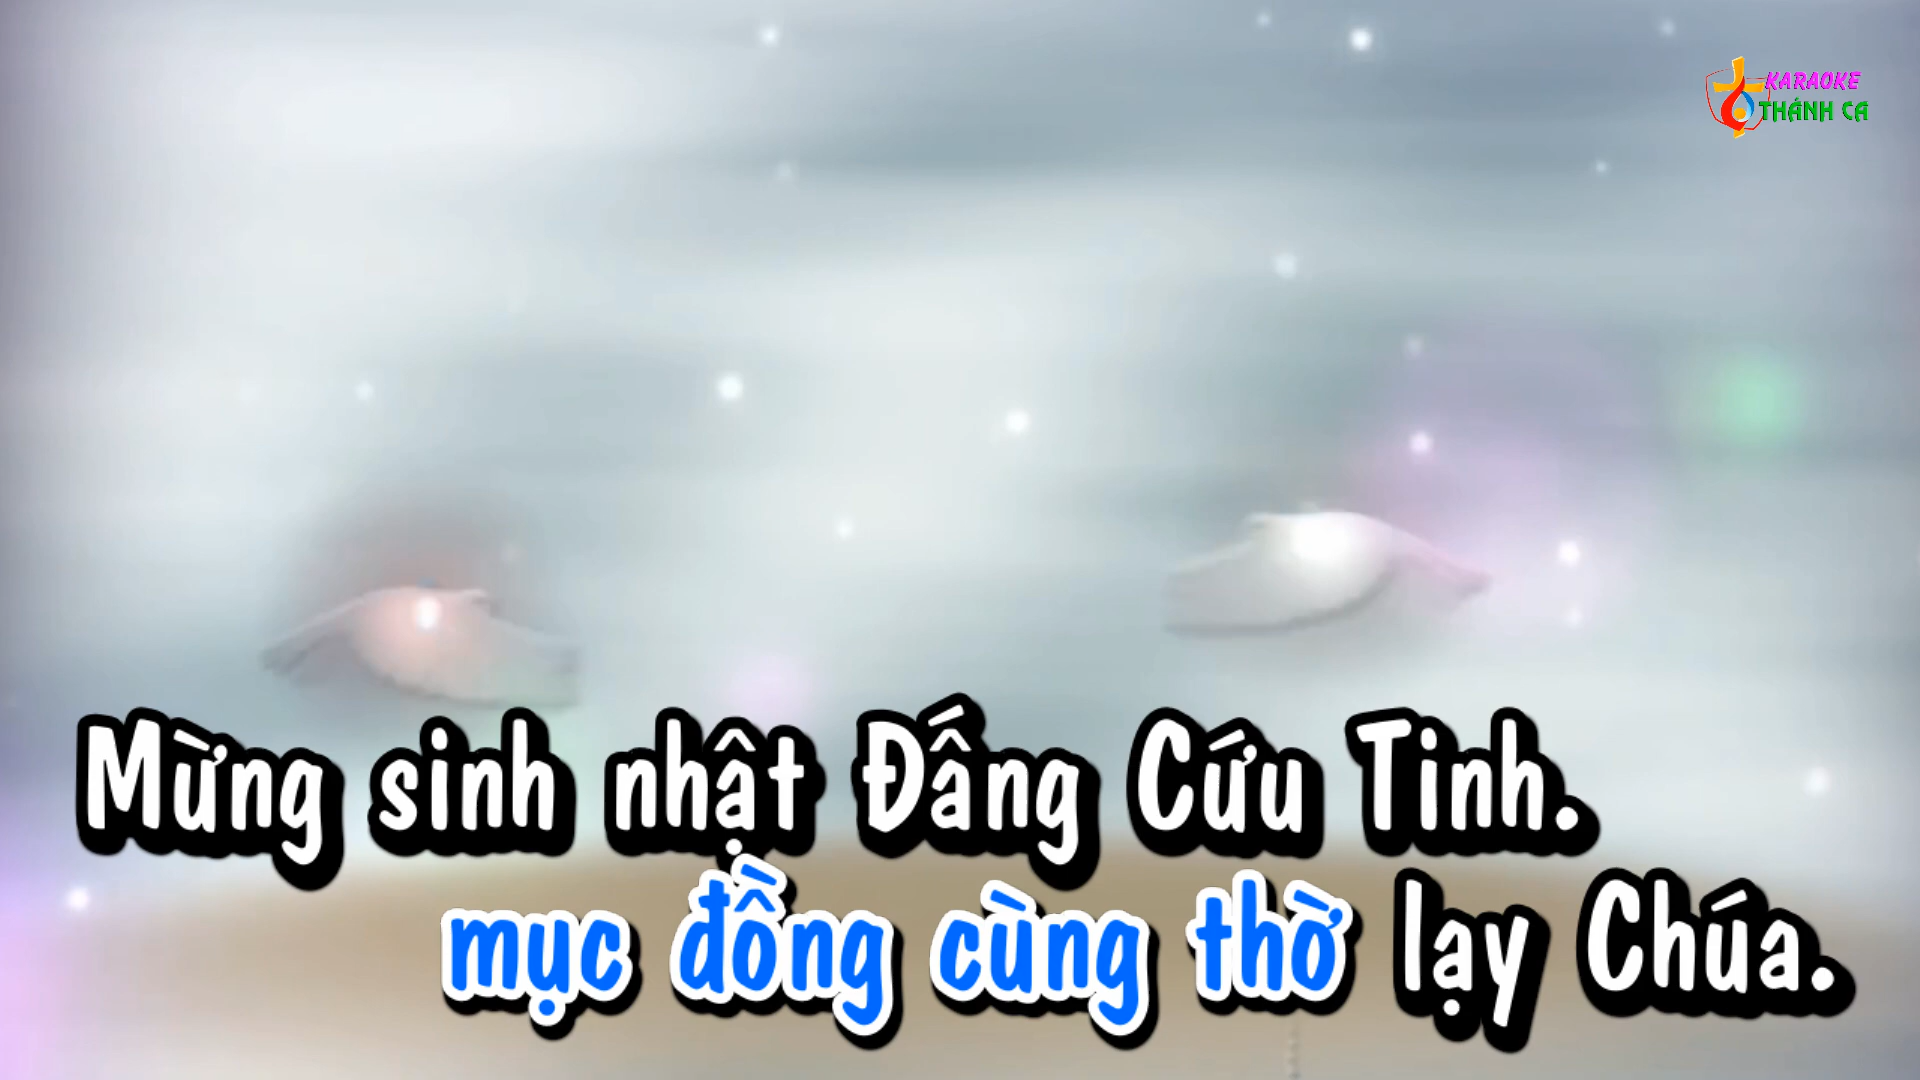 KARAOKE
THÁNH CA
Mừng sinh nhật Đấng Cứu Tinh.
mục đồng cùng thờ lạy Chúa.